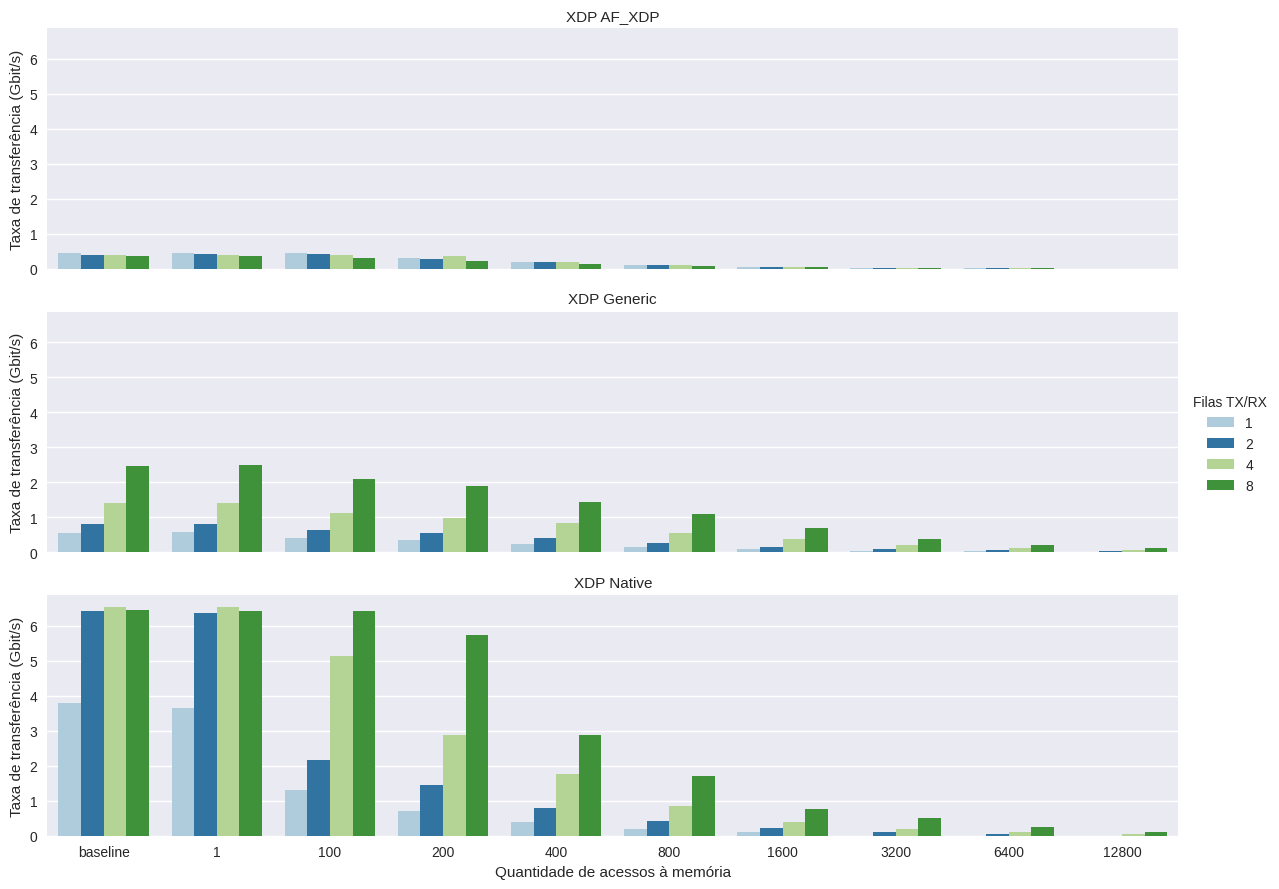 XDP AF_XDP
Taxa de transferência (Gbit/s)
6
5
4
3
2
1
0
XDP Generic
Taxa de transferência (Gbit/s)
6
5
4
3
2
1
0
Filas TX/RX
1
2
4
8
XDP Native
Taxa de transferência (Gbit/s)
6
5
4
3
2
1
0
baseline 1 100 200 400 800 1600 3200 6400 12800
Quantidade de acessos à memória